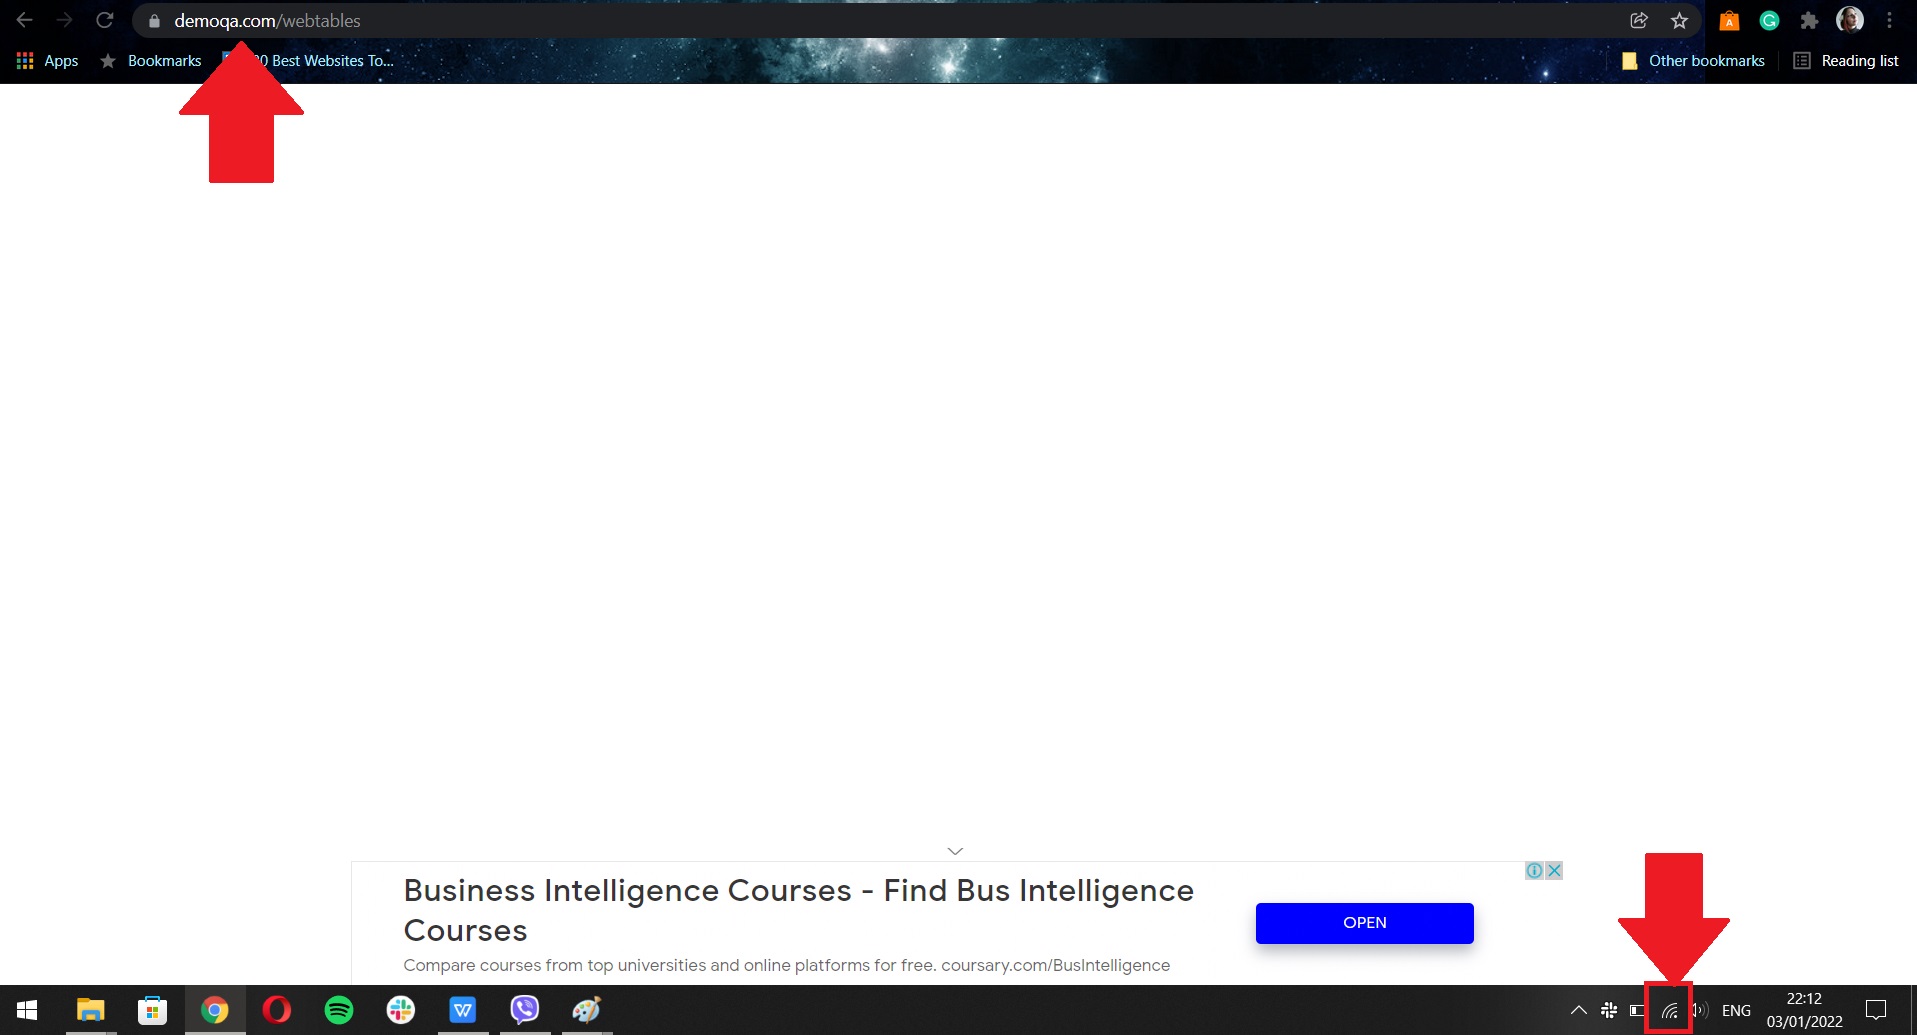 demoqa.com/webtables
Apps
Bookmarks
0 Best Websites To...
Other bookmarks
Reading list
Business Intelligence Courses - Find Bus Intelligence
Courses
OPEN
Compare courses from top universities and online platforms for free. coursary.com/BusIntelligence
ENG
22:12
03/01/2022